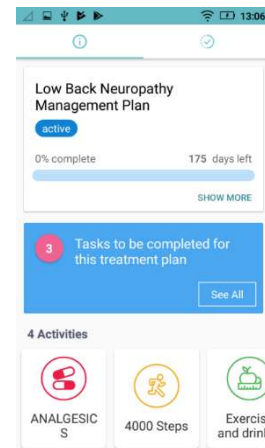 13:06
Low Back Neuropathy
Management Plan
active
0% complete 175 days left
SHOW MORE
3 Tasks to be completed for
this treatment plan
See All
4 Activities
ANALGESIC
S
4000 Steps
Exercis
and drin